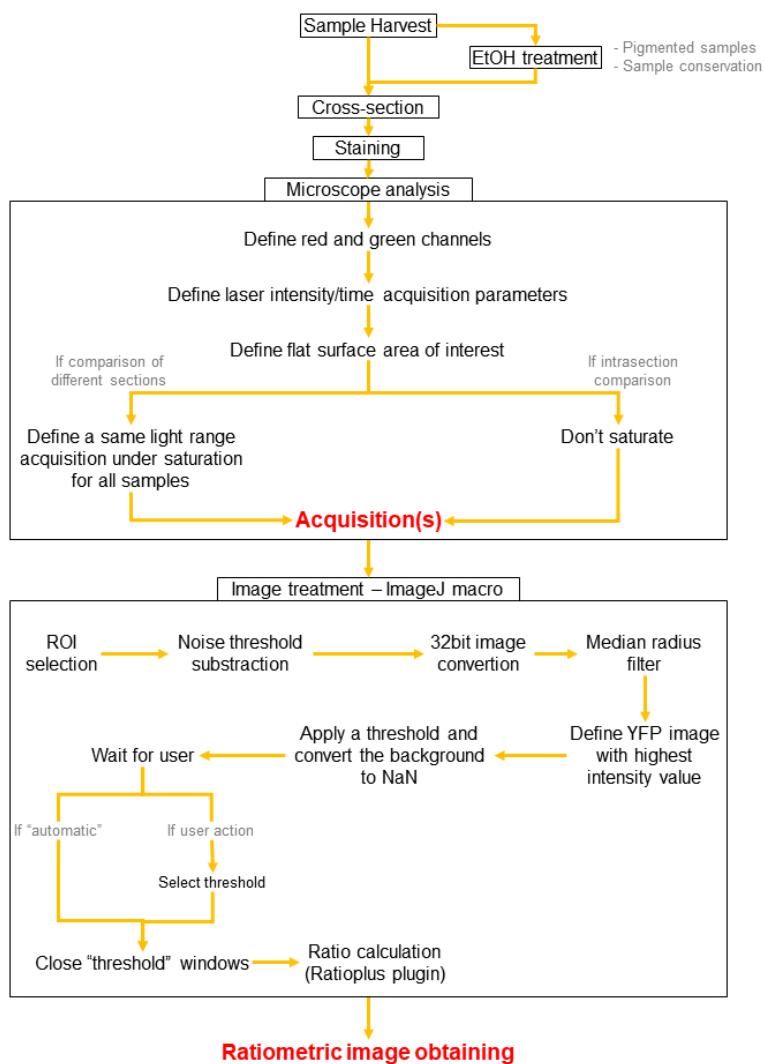 Sample Harvest
EtOH treatment
- Pigmented samples
- Sample conservation
Cross-section
Staining
Microscope analysis
Define red and green channels
Define laser intensity/time acquisition parameters
Define flat surface area of interest
If comparison of
different sections
If intrasection
comparison
Define a same light range
acquisition under saturation
for all samples
Don't saturate
Acquisition(s)
Image treatment – ImageJ macro
ROI
selection
Noise threshold
substraction
32bit image
convertion
Median radius
filter
Define YFP image
with highest
intensity value
Apply a threshold and
convert the background
to NaN
Wait for user
If "automatic"
If user action
Select threshold
Close "threshold" windows
Ratio calculation
(Ratioplus plugin)
Ratiometric image obtaining